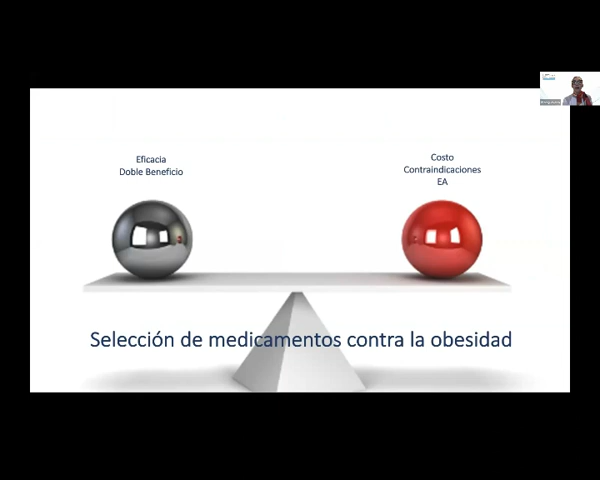 Eficacia
Doble Beneficio
Costo
Contraindicaciones
EA
Selección de medicamentos contra la obesidad